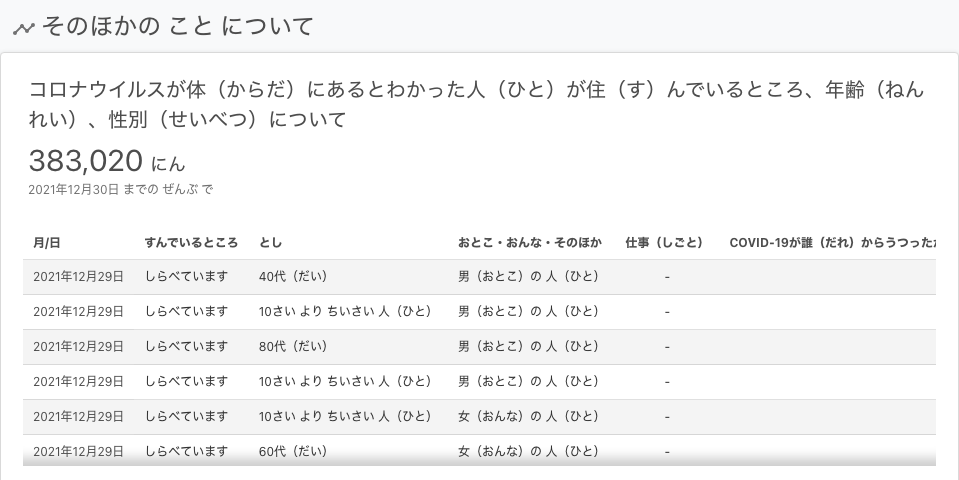 そのほかの こと について
コロナウイルスが体（からだ）にあるとわかった人（ひと）が住（す）んでいるところ、年齢（ねん
れい）、性別（せいべつ）について
383,020 にん
2021年12月30日 までの ぜんぶ で
月/日 すんでいるところ とし おとこ・おんな・そのほか 仕事（しごと） COVID-19が誰（だれ）からうつった
2021年12月29日 しらべています 40代（だい） 男（おとこ）の 人（ひと） -
2021年12月29日 しらべています 10さい より ちいさい 人（ひと） 男（おとこ）の 人（ひと） -
2021年12月29日 しらべています 80代（だい） 男（おとこ）の 人（ひと） -
2021年12月29日 しらべています 10さい より ちいさい 人（ひと） 男（おとこ）の 人（ひと） -
2021年12月29日 しらべています 10さい より ちいさい 人（ひと） 女（おんな）の 人（ひと） -
2021年12月29日 しらべています 60代（だい） 女（おんな）の 人（ひと） -